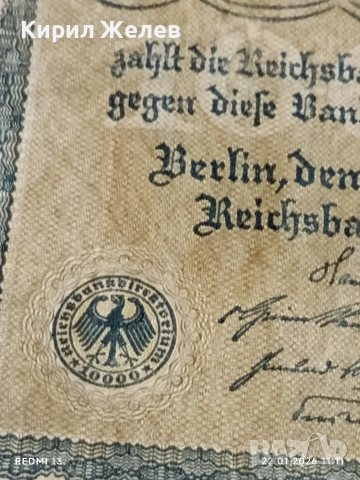 Кирил Желев
zahlt die Reichsba
gegen diese Ban
Berlin, den
Reichsba
Reichsbankdirektorium
10000
REDMI 13
22.01.2026 11:11